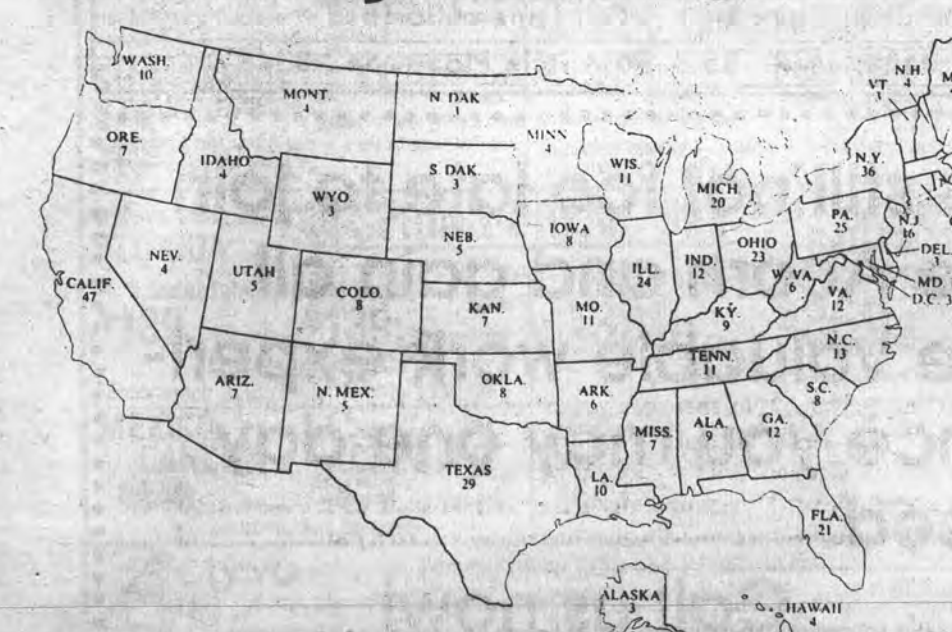 WASH.
10
ORE.
7
CALIF.
47
NEV.
4
IDAHO
4
MONT.
4
WYO.
3
UTAH
5
ARIZ.
7
COLO.
8
N. MEX.
5
N. DAK
3
S. DAK
3
NEB.
5
KAN.
7
OKLA.
8
TEXAS
29
MINN
4
IOWA
8
MO.
11
ARK.
6
LA.
10
WIS.
11
ILL.
24
MICH
20
IND.
12
OHIO
23
KY.
9
TENN.
11
MISS.
7
ALA.
9
GA.
12
FLA.
21
S.C.
8
N.C.
13
VA.
12
W. VA.
6
PA.
25
N.Y.
36
VT
3
N.H.
4
N.J.
16
DEL.
3
MD.
D.C.
ALASKA
3
HAWAII
4